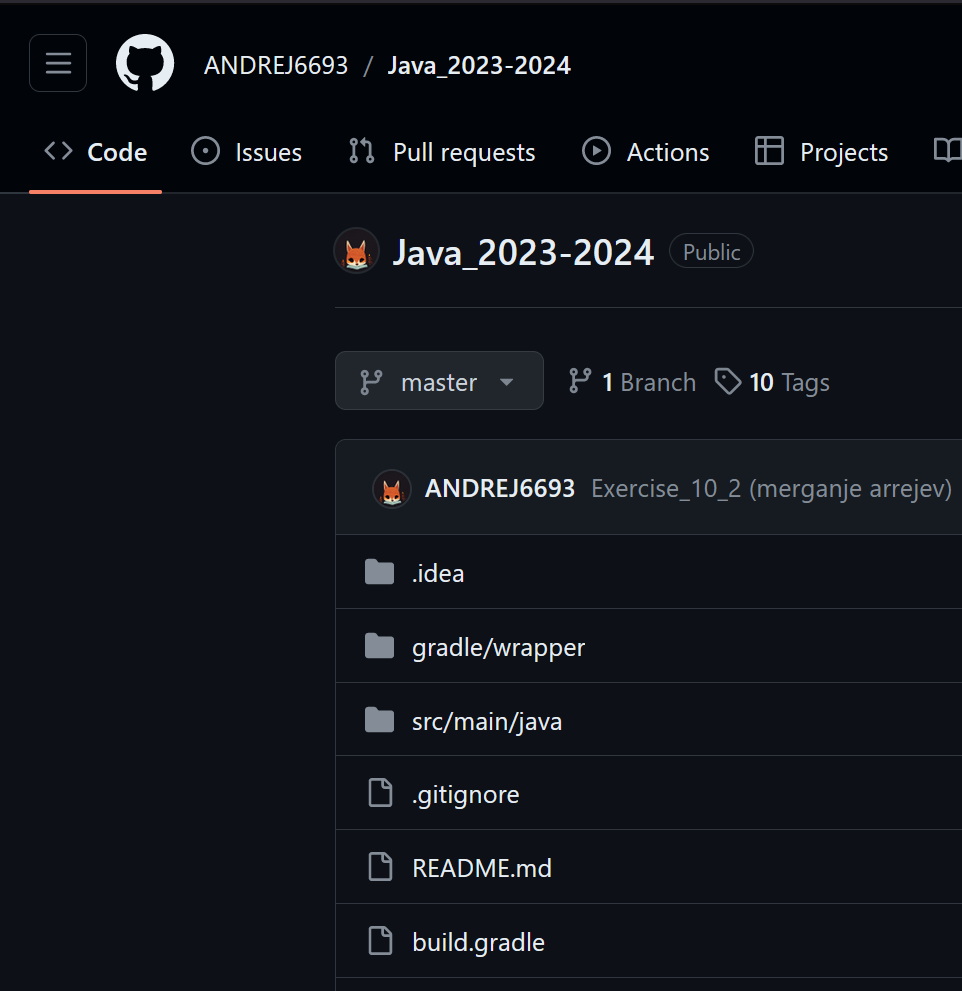 ANDREJ6693 / Java_2023-2024
Code Issues Pull requests Actions Projects
Java_2023-2024 Public
master 1 Branch 10 Tags
ANDREJ6693 Exercise_10_2 (merganje arrejev)
.idea
gradle/wrapper
src/main/java
.gitignore
README.md
build.gradle